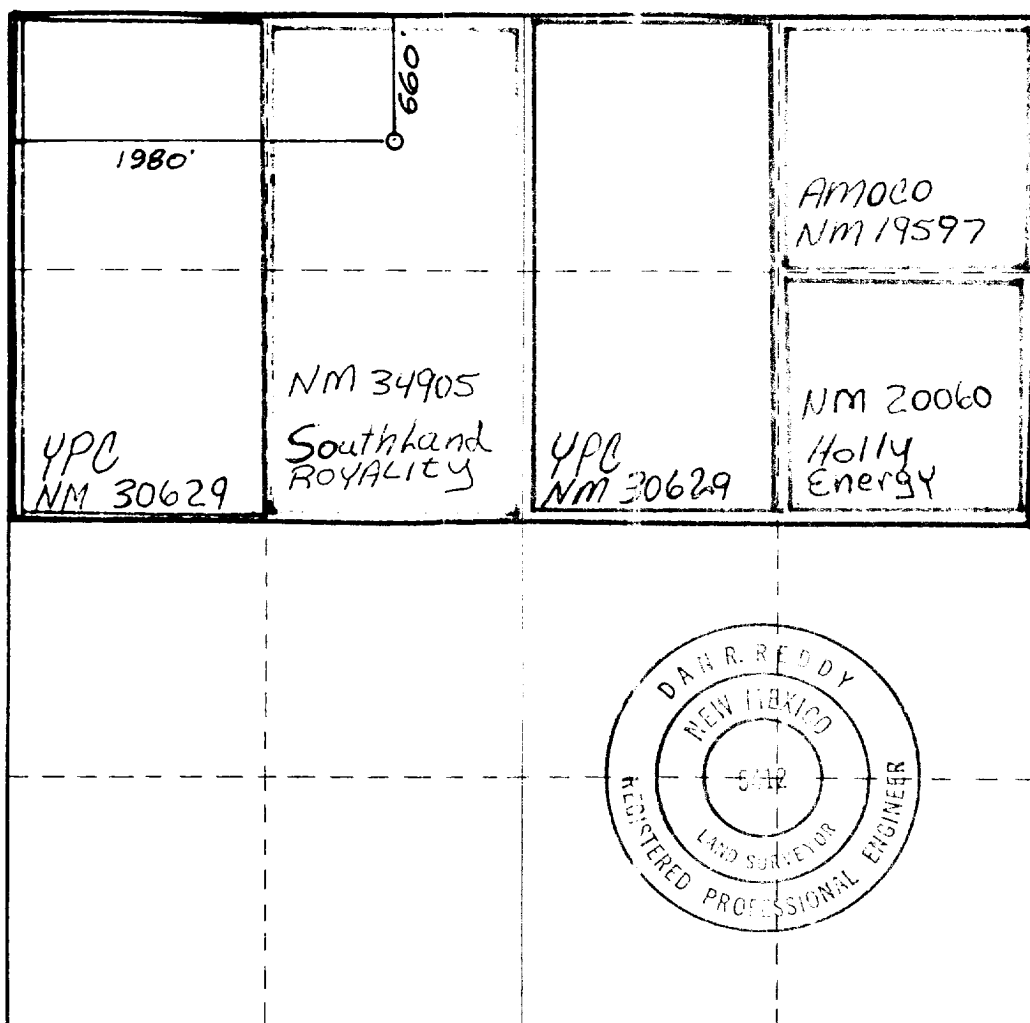 660'
1980'
AMOCO
NM 19597
NM 34905
Southland
ROYALITY
YPC
NM 30629
YPC
NM 30629
NM 20060
Holly
Energy
DAN R. REDDY
NEW MEXICO
LAND SURVEYOR
REGISTERED PROFESSIONAL ENGINEER